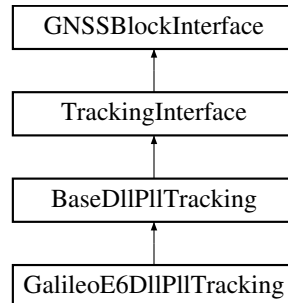 GNSSBlockInterface
TrackingInterface
BaseDllPllTracking
GalileoE6DllPllTracking